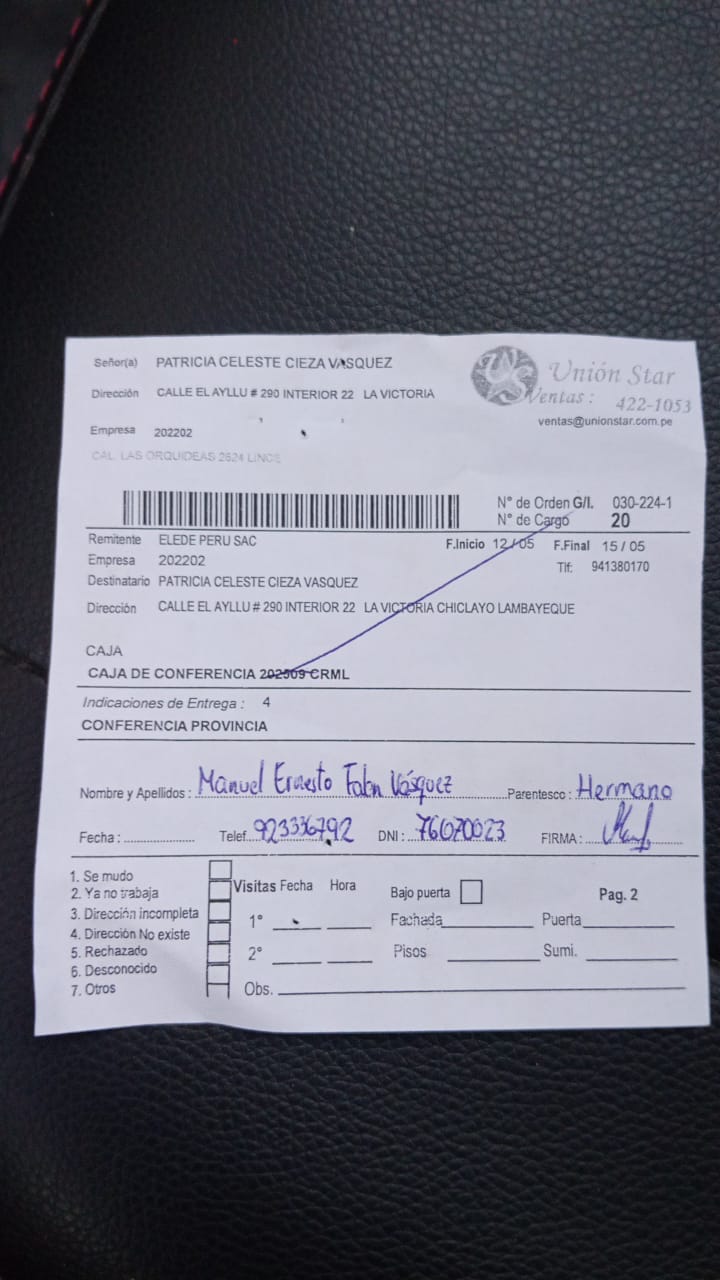 Señor(a) PATRICIA CELESTE CIEZA VASQUEZ
Unión Star
Dirección CALLE EL AYLLU # 290 INTERIOR 22 LA VICTORIA
Ventas : 422-1053
ventas@unionstar.com.pe
Empresa 202202
CAL. LAS ORQUIDEAS 2624 LINCE
N° de Orden G/I. 030-224-1
N° de Cargo 20
Remitente ELEDE PERU SAC
F.Inicio 12 / 05 F.Final 15 / 05
Empresa 202202
Tlf: 941380170
Destinatario PATRICIA CELESTE CIEZA VASQUEZ
Dirección CALLE EL AYLLU # 290 INTERIOR 22 LA VICTORIA CHICLAYO LAMBAYEQUE
CAJA
CAJA DE CONFERENCIA 202509 CRML
Indicaciones de Entrega : 4
CONFERENCIA PROVINCIA
Nombre y Apellidos : Manuel Ernesto Vásquez Parentesco : Hermano
Fecha : Telef. 923336792 DNI : 76670023 FIRMA :
1. Se mudo
2. Ya no trabaja
3. Dirección incompleta
4. Dirección No existe
5. Rechazado
6. Desconocido
7. Otros
Visitas Fecha Hora
Bajo puerta
Pag. 2
1° Fachada Puerta
2° Pisos Sumi.
Obs.